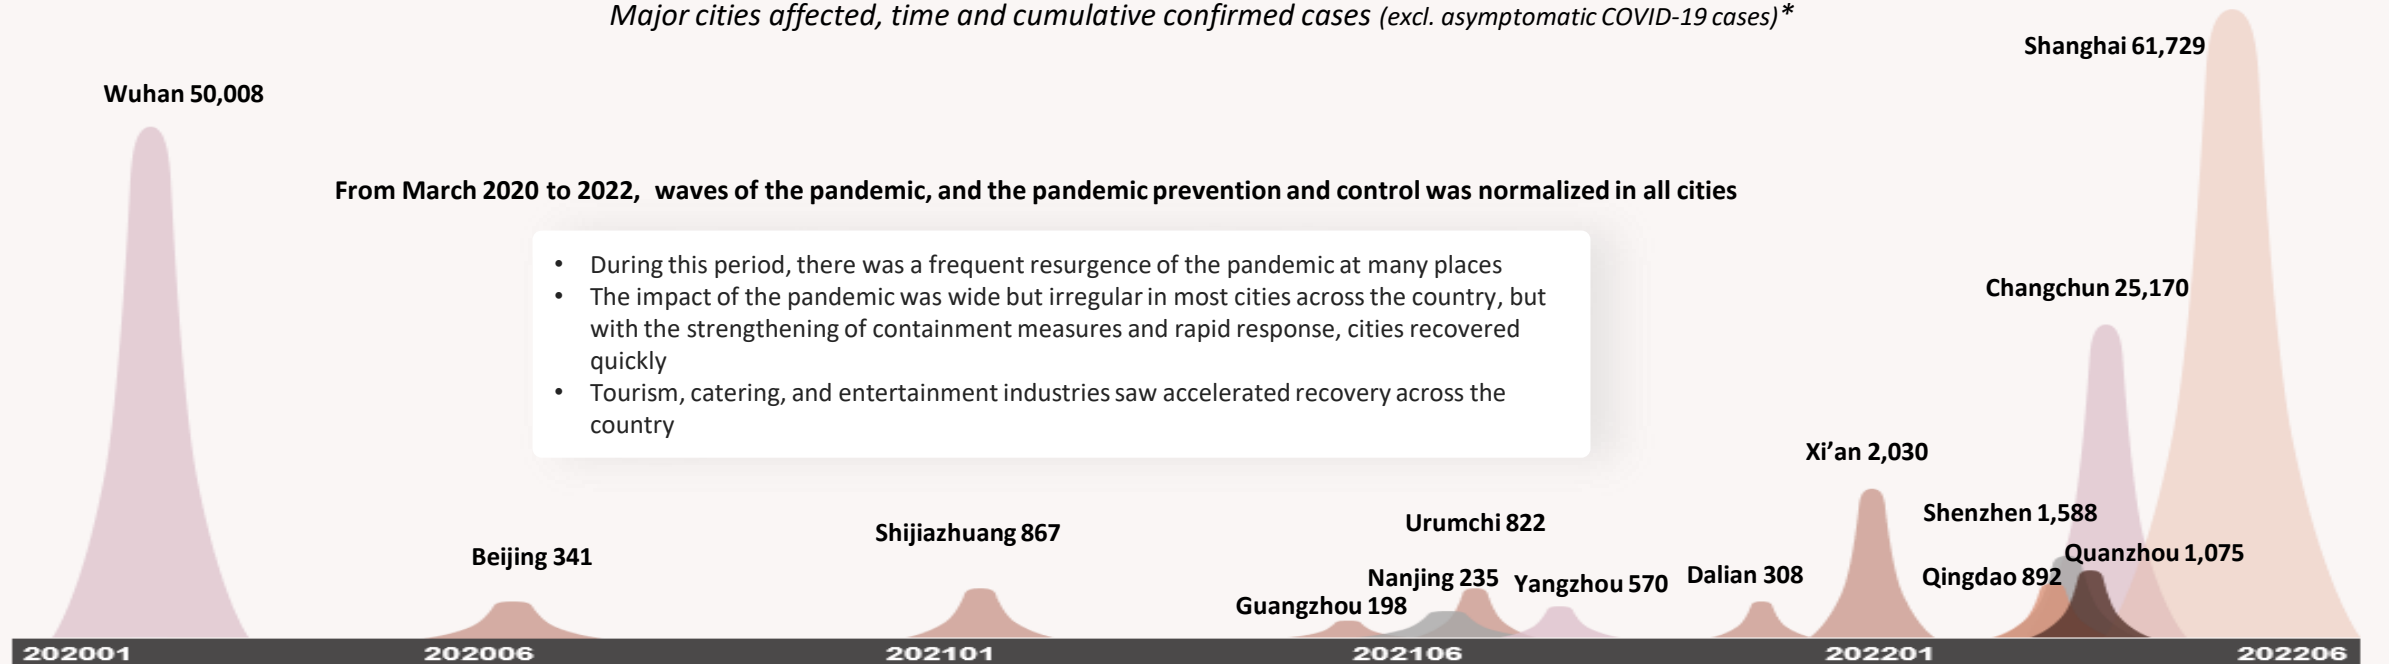 Major cities affected, time and cumulative confirmed cases (excl. asymptomatic COVID-19 cases)*
Shanghai 61,729
Wuhan 50,008
From March 2020 to 2022, waves of the pandemic, and the pandemic prevention and control was normalized in all cities
• During this period, there was a frequent resurgence of the pandemic at many places
• The impact of the pandemic was wide but irregular in most cities across the country, but
with the strengthening of containment measures and rapid response, cities recovered
quickly
• Tourism, catering, and entertainment industries saw accelerated recovery across the
country
Changchun 25,170
Xi’an 2,030
Shenzhen 1,588
Urumchi 822
Shijiazhuang 867
Beijing 341
Quanzhou 1,075
Nanjing 235
Yangzhou 570
Dalian 308
Qingdao 892
Guangzhou 198
202001 202006 202101 202106 202201 202206